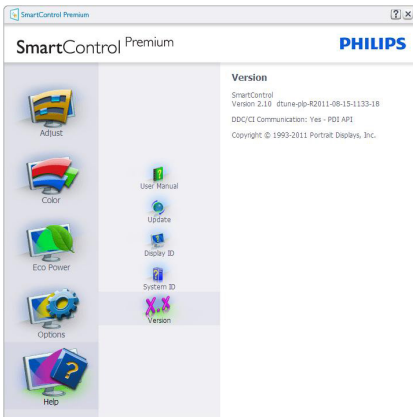 SmartControl Premium
SmartControl Premium
PHILIPS
Adjust
Color
Eco Power
Options
Help
User Manual
Update
Display ID
System ID
X.X
Version
Version
SmartControl
Version 2.10 dtune-plp-R2011-08-15-1133-18
DDC/CI Communication: Yes - PDI API
Copyright © 1993-2011 Portrait Displays, Inc.